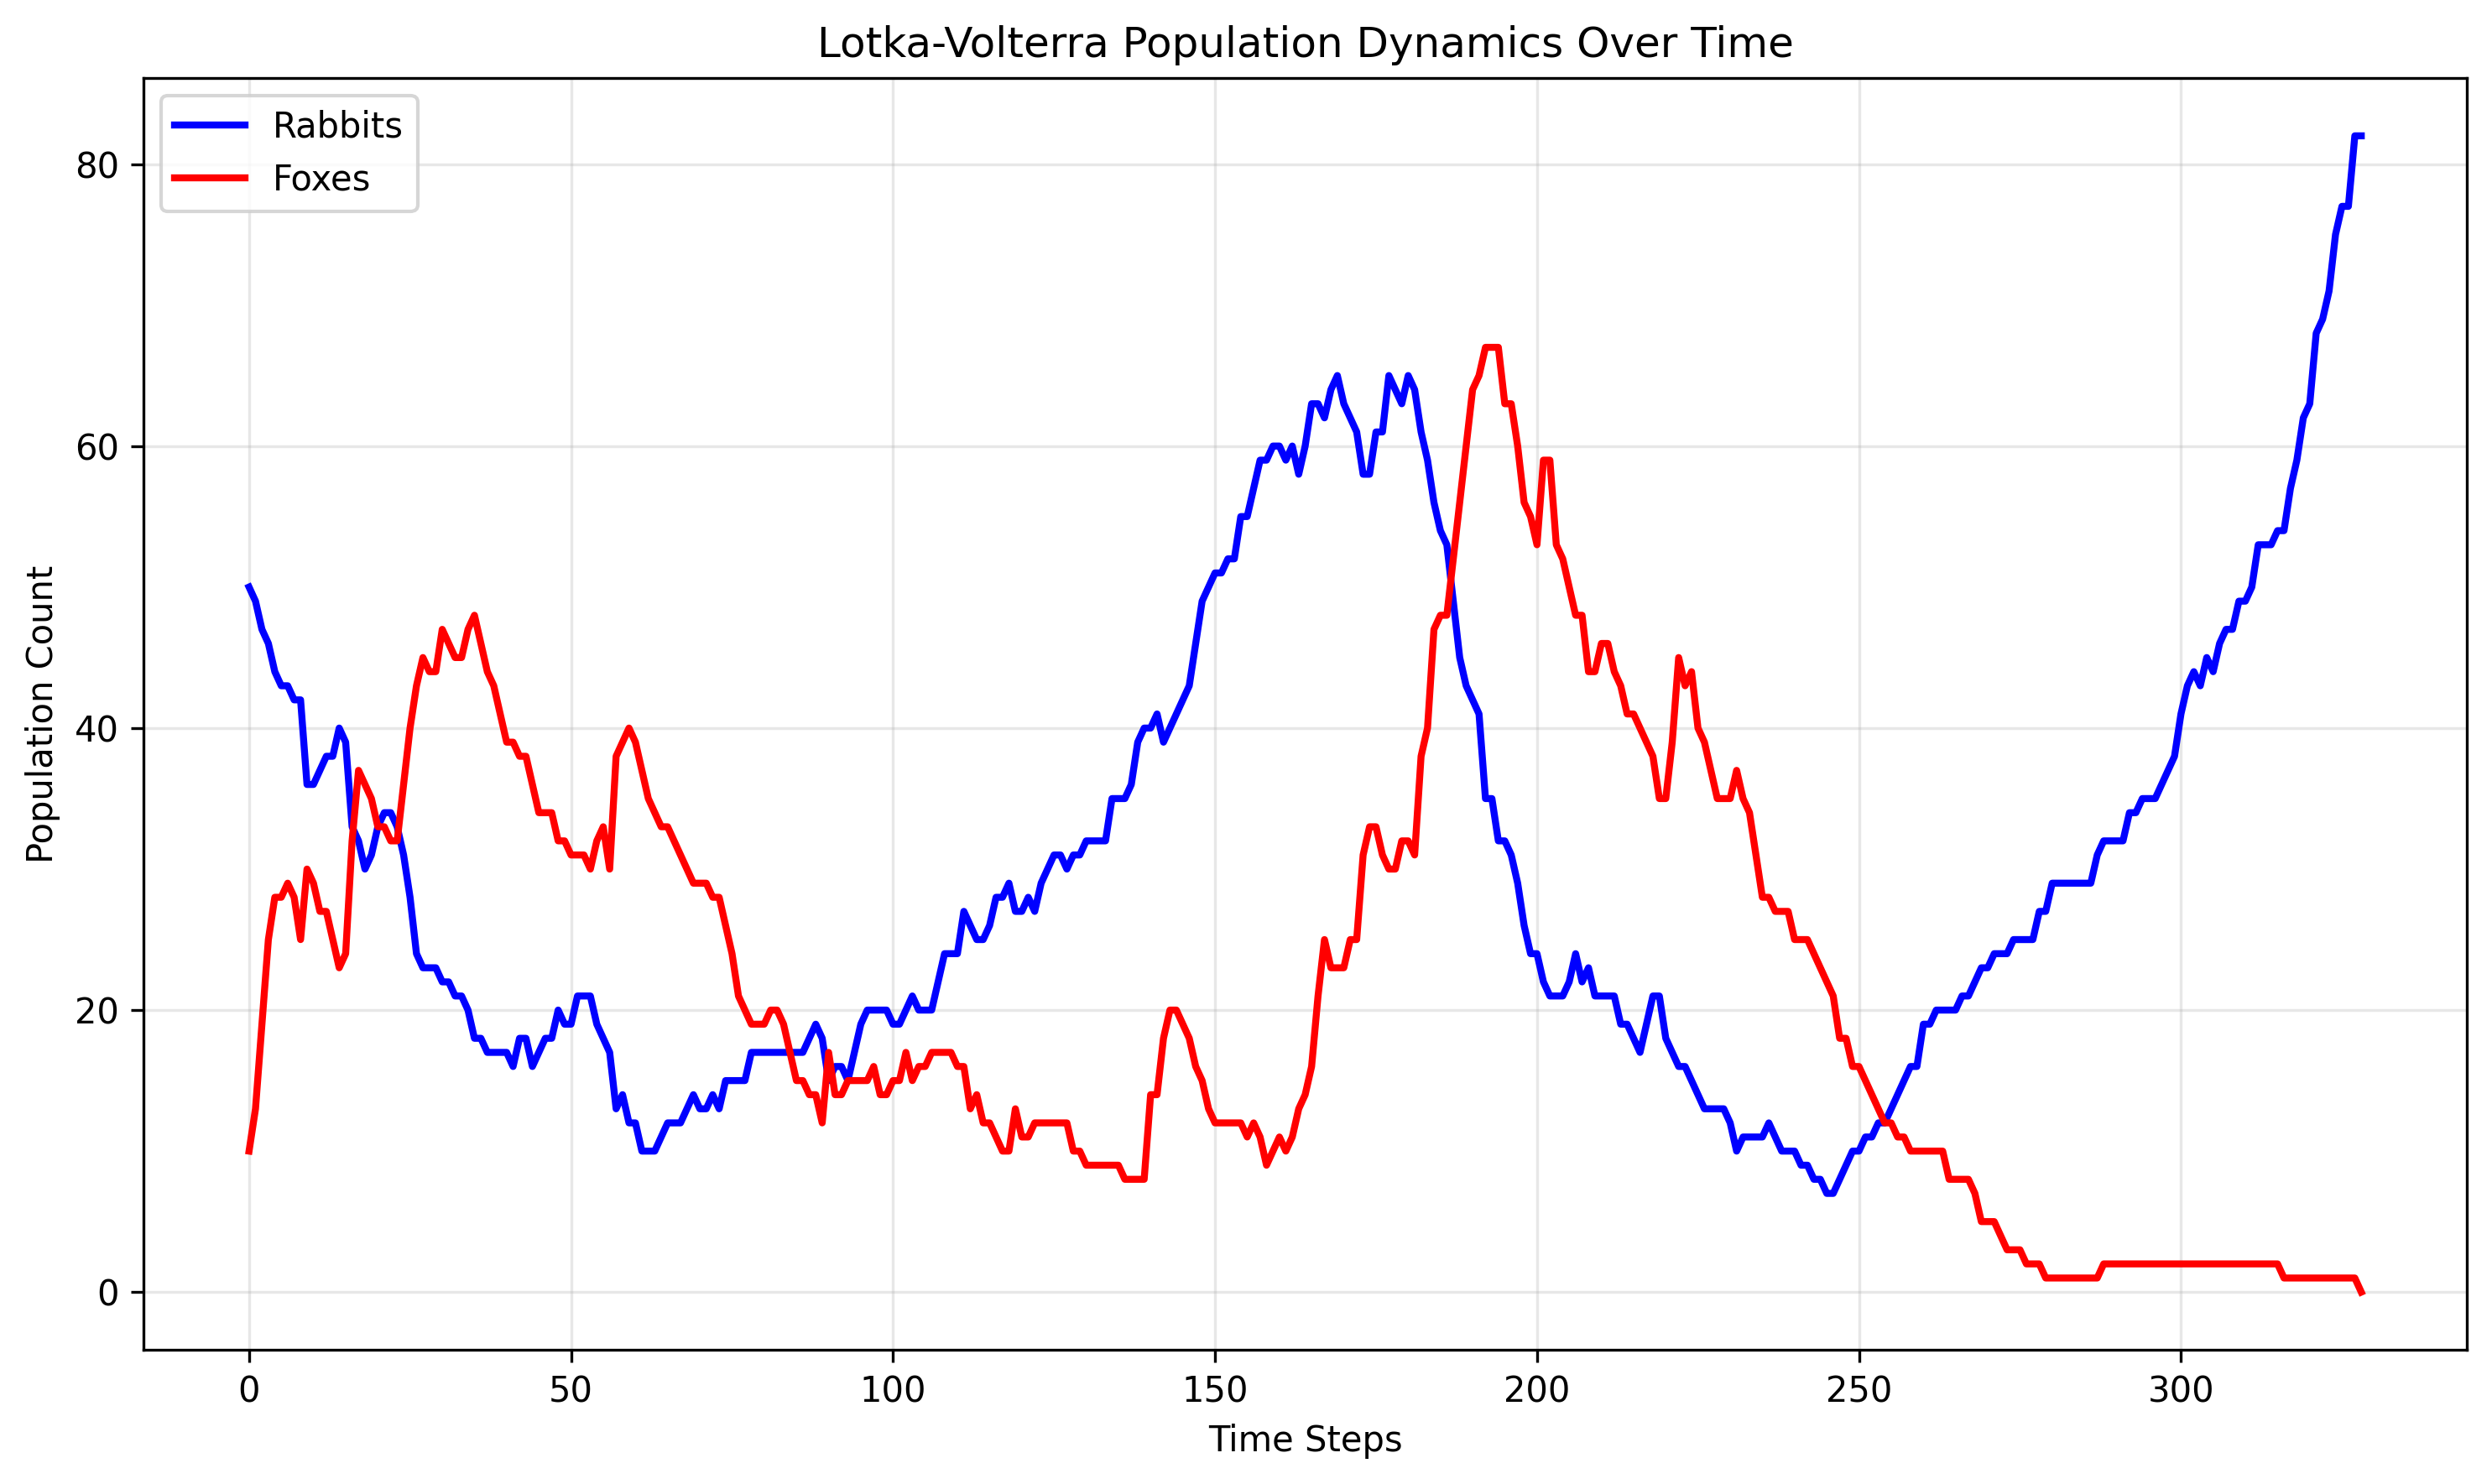 Lotka-Volterra Population Dynamics Over Time
Rabbits
Foxes
80
60
40
20
0
Population Count
0 50 100 150 200 250 300
Time Steps